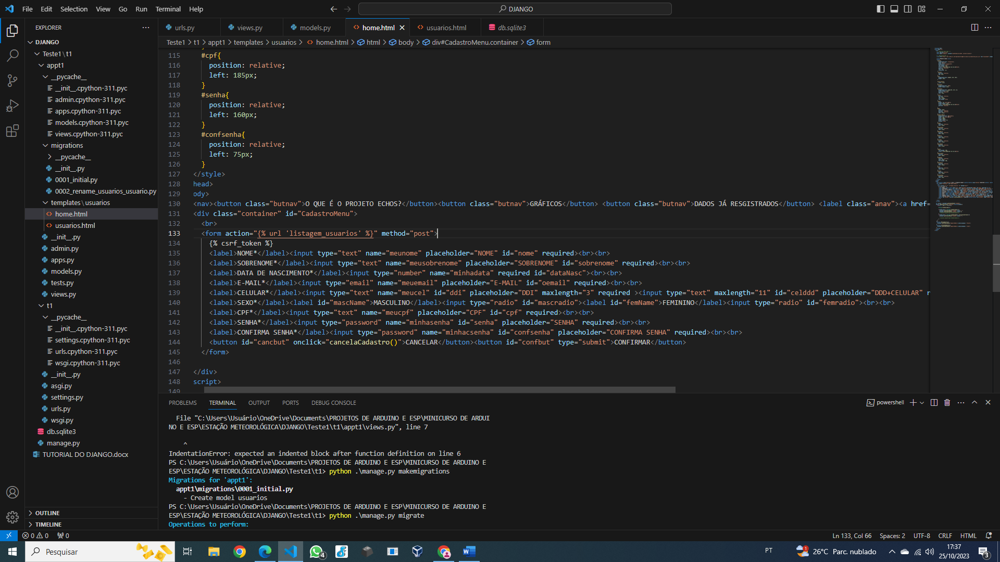 File Edit Selection View Go Run Terminal Help
DJANGO
EXPLORER
urls.py
views.py
models.py
home.html
usuarios.html
db.sqlite3
Teste1 > t1 > appt1 > templates > usuarios > home.html > html > body > div#CadastroMenu.container > form
DJANGO
Teste1\t1
appt1
__pycache__
__init__.cpython-311.pyc
admin.cpython-311.pyc
apps.cpython-311.pyc
models.cpython-311.pyc
views.cpython-311.pyc
migrations
__pycache__
__init__.py
0001_initial.py
0002_rename_usuarios_usuario.py
templates\usuarios
home.html
usuarios.html
__init__.py
admin.py
apps.py
models.py
tests.py
views.py
t1
__pycache__
__init__.cpython-311.pyc
settings.cpython-311.pyc
urls.cpython-311.pyc
wsgi.cpython-311.pyc
__init__.py
asgi.py
settings.py
urls.py
wsgi.py
db.sqlite3
manage.py
TUTORIAL DO DJANGO.docx
OUTLINE
TIMELINE
115 #cpf{
116 position: relative;
117 left: 185px;
118 }
119 #senha{
120 position: relative;
121 left: 160px;
122 }
123 #confsenha{
124 position: relative;
125 left: 75px;
126 }
127 </style>
128 head>
129 ody>
130 <nav><button class="butnav">O QUE É O PROJETO ECHOS?</button><button class="butnav">GRÁFICOS</button> <button class="butnav">DADOS JÁ RESGISTRADOS</button> <label class="anav"><a href=
131 <div class="container" id="CadastroMenu">
132 <br>
133 <form action="{% url 'listagem_usuarios' %}" method="post">
134 {% csrf_token %}
135 <label>NOME*</label><input type="text" name="meunome" placeholder="NOME" id="nome" required><br><br>
136 <label>SOBRENOME*</label><input type="text" name="meusobrenome" placeholder="SOBRENOME" id="sobrenome" required><br><br>
137 <label>DATA DE NASCIMENTO*</label><input type="number" name="minhadata" required id="dataNasc"><br><br>
138 <label>E-MAIL*</label><input type="email" name="meuemail" placeholder="E-MAIL" id="oemail" required><br><br>
139 <label>CELULAR*</label><input type="text" name="meucel" id="ddi" placeholder="DDI" maxlength="3" required ><input type="text" maxlength="11" id="celddd" placeholder="DDD+CELULAR" r
140 <label>SEXO*</label><label id="mascName">MASCULINO</label><input type="radio" id="mascradio"><label id="femName">FEMININO</label><input type="radio" id="femradio"><br><br>
141 <label>CPF*</label><input type="text" name="meucpf" placeholder="CPF" id="cpf" required><br><br>
142 <label>SENHA*</label><input type="password" name="minhasenha" id="senha" placeholder="SENHA" required><br><br>
143 <label>CONFIRMA SENHA*</label><input type="password" name="minhacsenha" id="confsenha" placeholder="CONFIRMA SENHA" required><br><br>
144 <button id="cancbut" onclick="cancelaCadastro()">CANCELAR</button><button id="confbut" type="submit">CONFIRMAR</button>
145 </form>
146
147 </div>
148 script>
149
PROBLEMS TERMINAL OUTPUT PORTS DEBUG CONSOLE
powershell
File "C:\Users\Usuário\OneDrive\Documents\PROJETOS DE ARDUINO E ESP\MINICURSO DE ARDUI
NO E ESP\ESTAÇÃO METEOROLÓGICA\DJANGO\Teste1\t1\appt1\views.py", line 7
^
IndentationError: expected an indented block after function definition on line 6
PS C:\Users\Usuário\OneDrive\Documents\PROJETOS DE ARDUINO E ESP\MINICURSO DE ARDUINO E
ESP\ESTAÇÃO METEOROLÓGICA\DJANGO\Teste1\t1> python .\manage.py makemigrations
Migrations for 'appt1':
appt1\migrations\0001_initial.py
- Create model usuarios
PS C:\Users\Usuário\OneDrive\Documents\PROJETOS DE ARDUINO E ESP\MINICURSO DE ARDUINO E
ESP\ESTAÇÃO METEOROLÓGICA\DJANGO\Teste1\t1> python .\manage.py migrate
Operations to perform:
0 0 0
Ln 133, Col 66 Spaces: 2 UTF-8 CRLF HTML
Pesquisar
4
PT
1
26°C Parc. nublado
17:37
25/10/2023
3